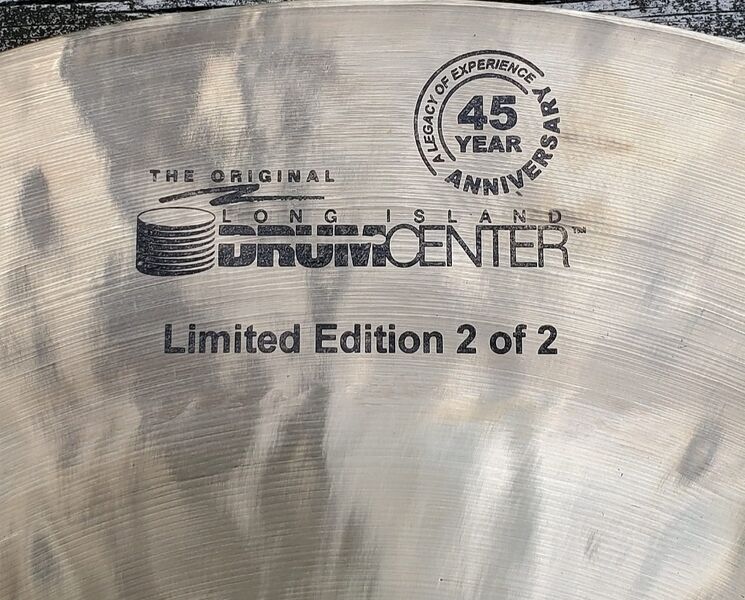 A LEGACY OF EXPERIENCE
45
YEAR
ANNIVERSARY
THE ORIGINAL
LONG ISLAND
DRUMCENTER™
Limited Edition 2 of 2